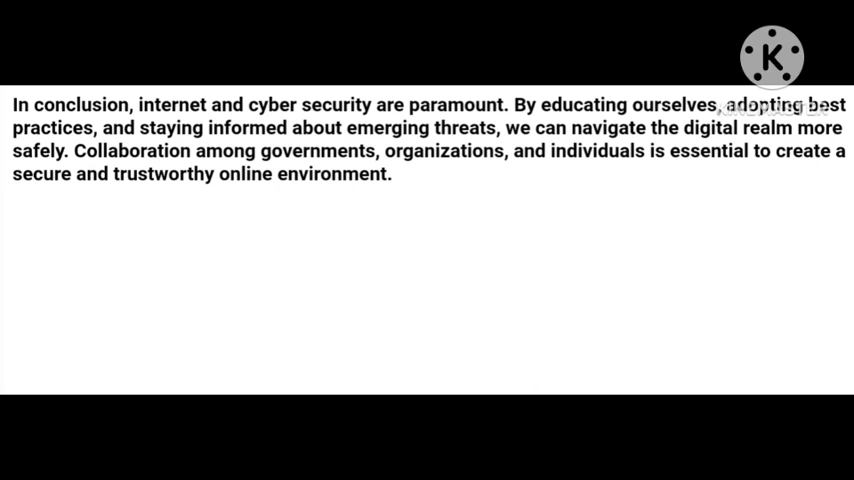 K
KINEMASTER
In conclusion, internet and cyber security are paramount. By educating ourselves, adopting best
practices, and staying informed about emerging threats, we can navigate the digital realm more
safely. Collaboration among governments, organizations, and individuals is essential to create a
secure and trustworthy online environment.